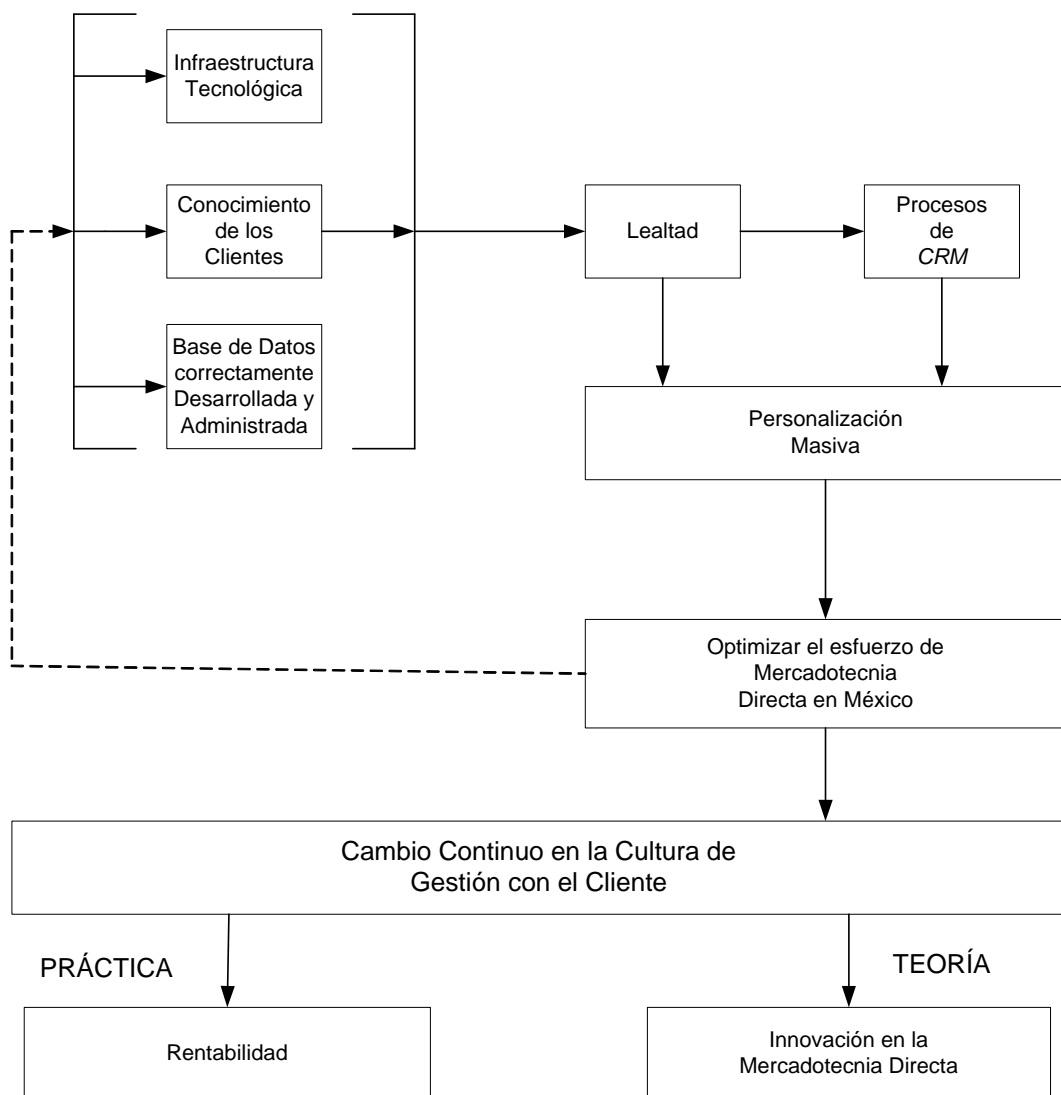 Infraestructura
Tecnológica
Conocimiento
de los
Clientes
Base de Datos
correctamente
Desarrollada y
Administrada
Lealtad
Procesos
de
CRM
Personalización
Masiva
Optimizar el esfuerzo de
Mercadotecnia
Directa en México
Cambio Continuo en la Cultura de
Gestión con el Cliente
PRÁCTICA
TEORÍA
Rentabilidad
Innovación en la
Mercadotecnia Directa